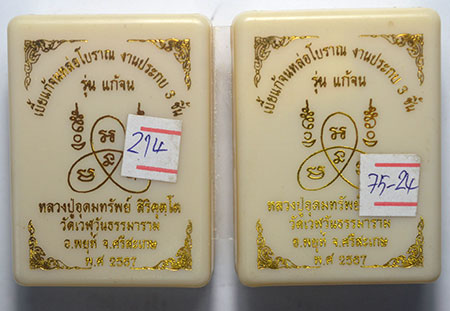 เบี้ยแก้จนหล่อโบราณ งานประกบ 3 ชิ้น
รุ่น แก้จน
214
หลวงปู่อุดมทรัพย์ สิริคุตโต
วัดเวฬุวันธรรมาราม
อ.พยุห์ จ.ศรีสะเกษ
พ.ศ 2557
เบี้ยแก้จนหล่อโบราณ งานประกบ 3 ชิ้น
รุ่น แก้จน
75-24
หลวงปู่อุดมทรัพย์
วัดเวฬุวันธรรมาราม
อ.พยุห์ จ.ศรีสะเกษ
พ.ศ 2557